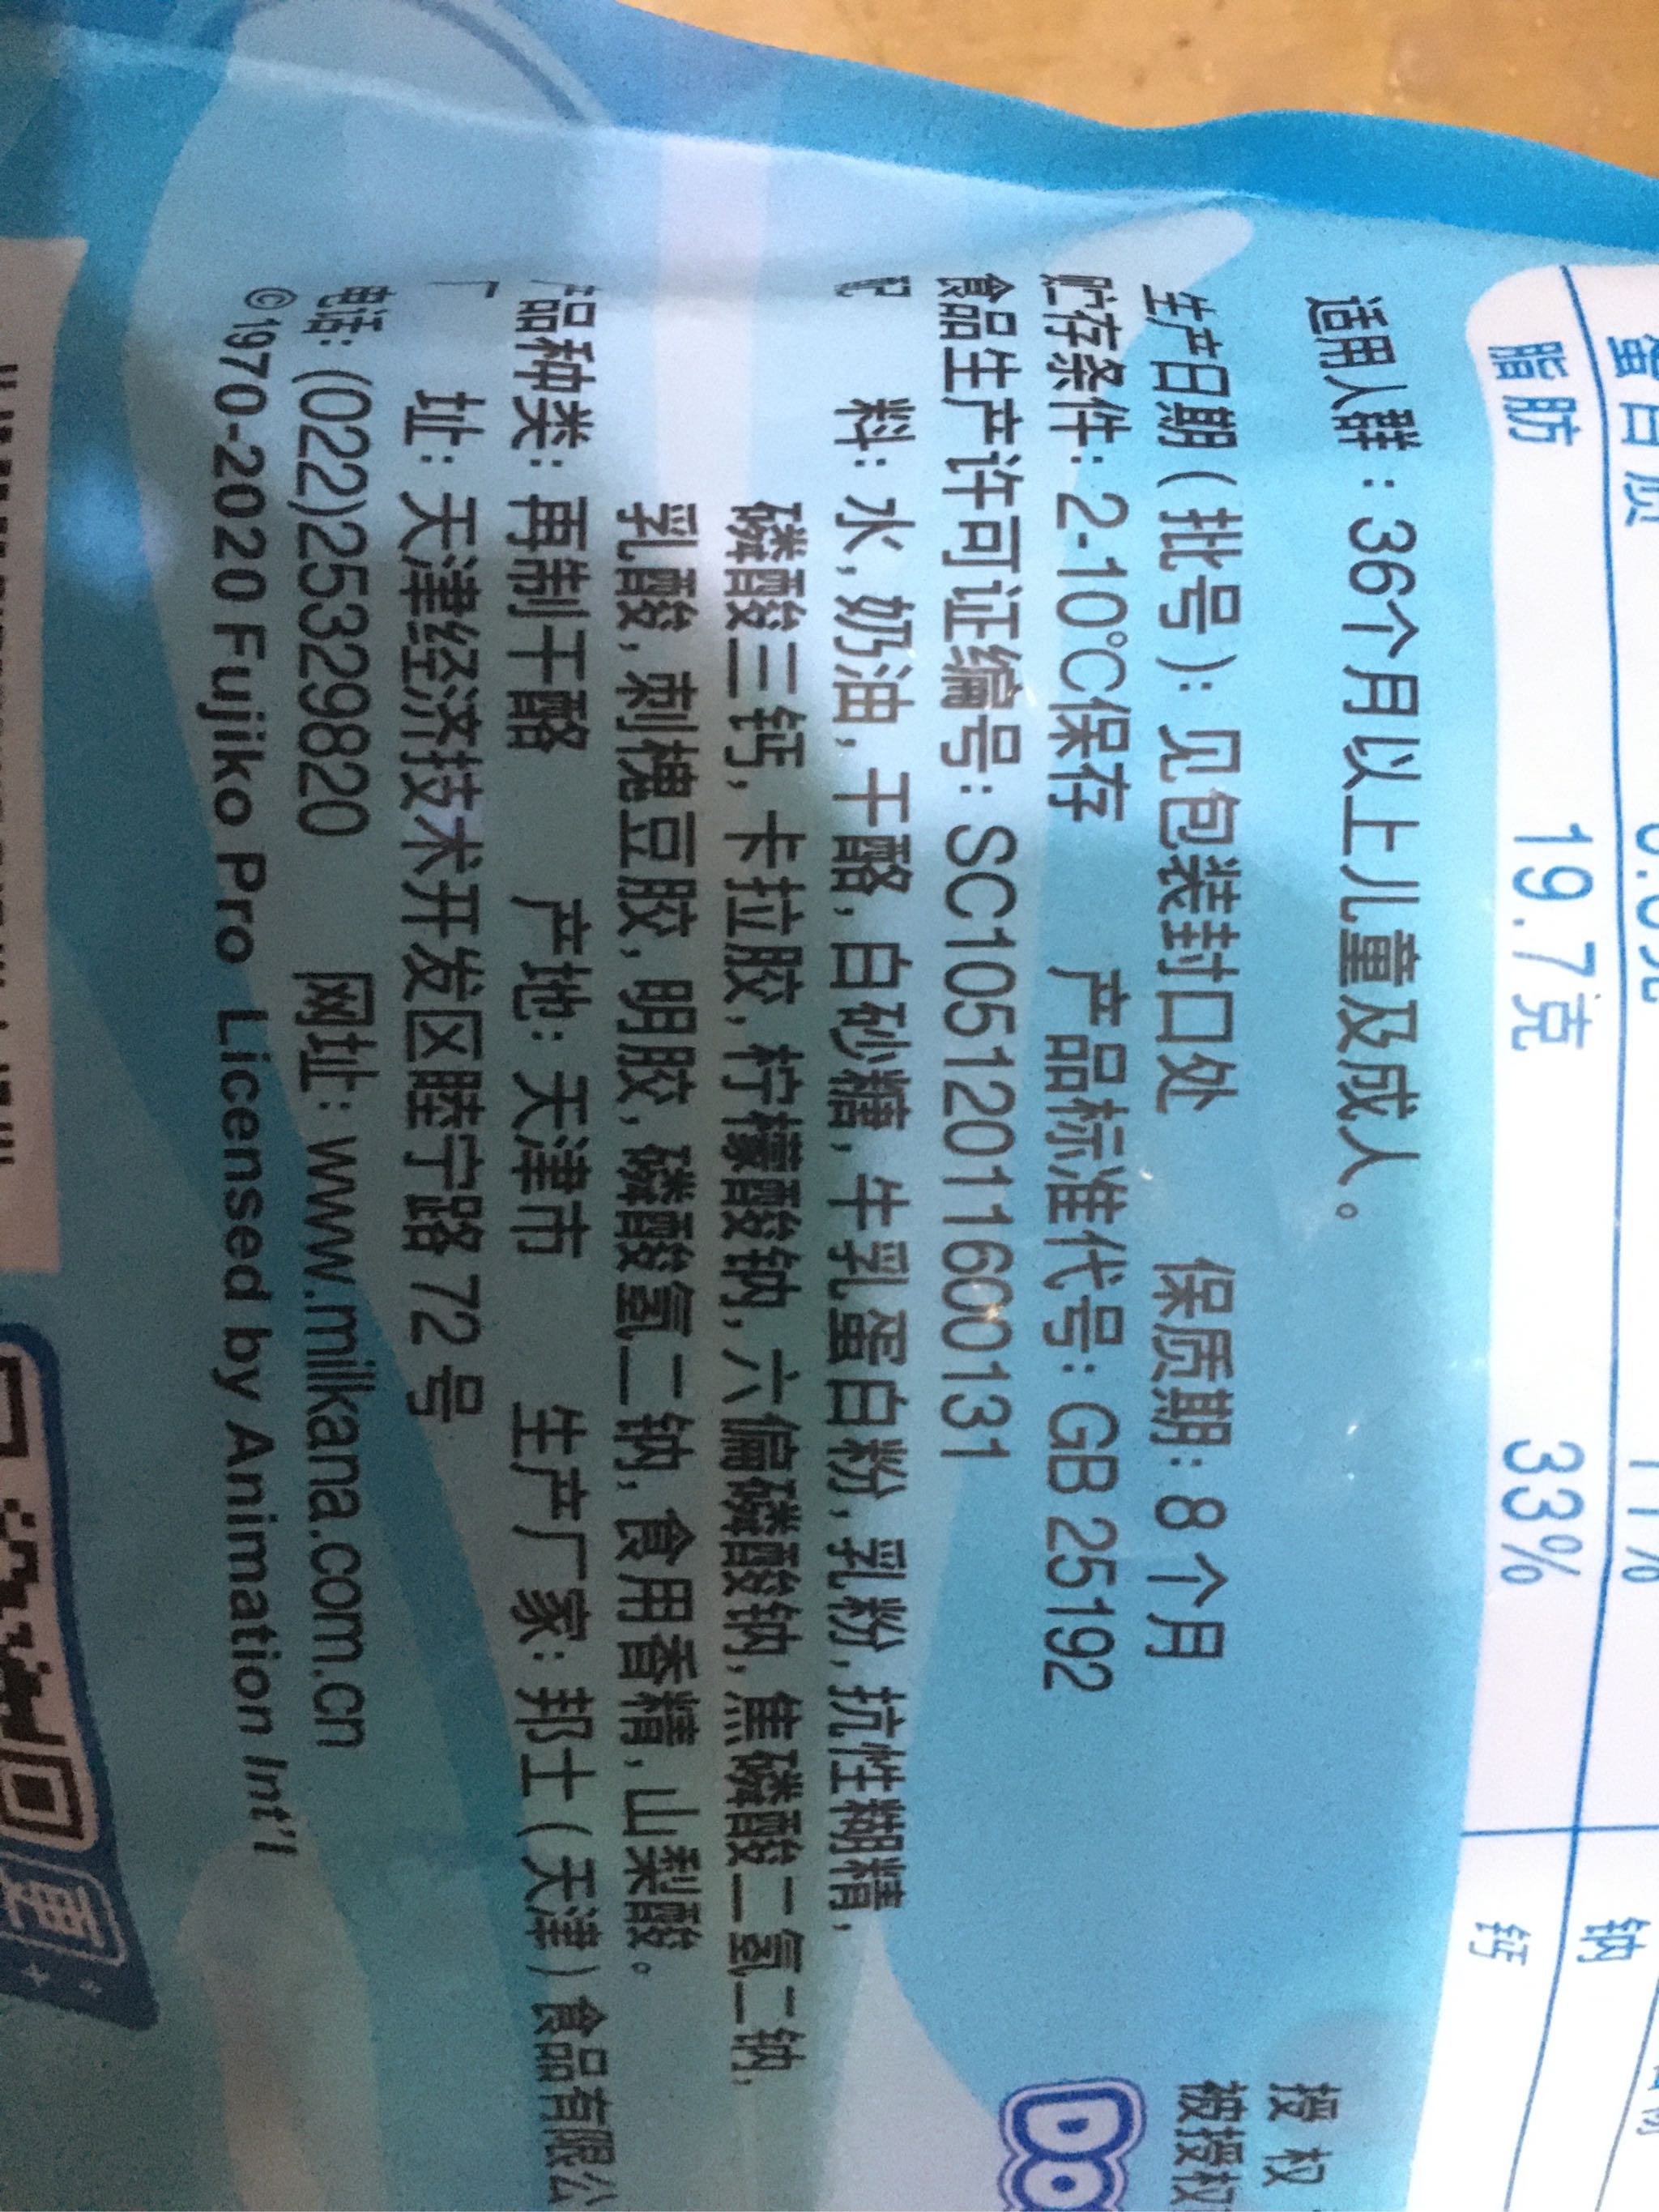 蛋白质
脂肪 19.7克 33% 钙
钠
适用人群：36个月以上儿童及成人。
授权
被授权
生产日期(批号)：见包装封口处 保质期：8个月
贮存条件：2-10℃保存 产品标准代号：GB 25192
食品生产许可证编号：SC10512011600131
配 料：水，奶油，干酪，白砂糖，牛乳蛋白粉，乳粉，抗性糊精，
磷酸三钙，卡拉胶，柠檬酸钠，六偏磷酸钠，焦磷酸二氢二钠，
乳酸，刺槐豆胶，明胶，磷酸氢二钠，食用香精，山梨酸。
产品种类：再制干酪 产地：天津市 生产厂家：邦士(天津)食品有限公
厂 址：天津经济技术开发区睦宁路 72 号
电话：(022)25329820 网址：www.milkana.com.cn
©1970-2020 Fujiko Pro Licensed by Animation Int'l